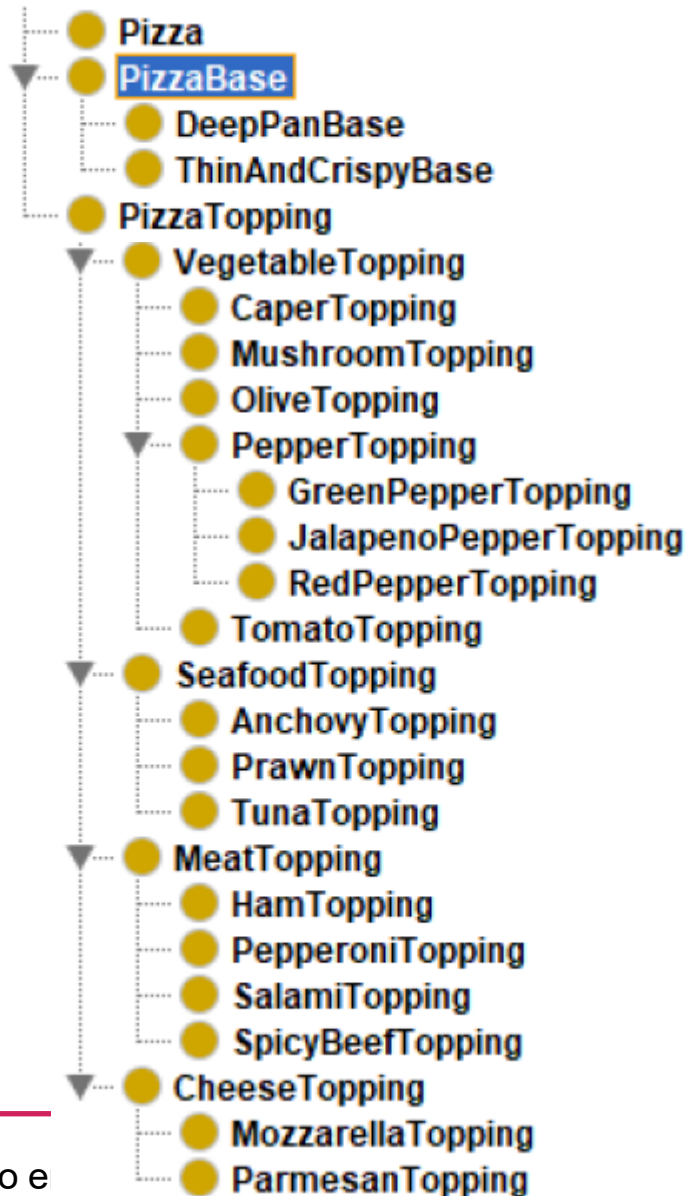 Pizza
PizzaBase
DeepPanBase
ThinAndCrispyBase
PizzaTopping
VegetableTopping
CaperTopping
MushroomTopping
OliveTopping
PepperTopping
GreenPepperTopping
JalapenoPepperTopping
RedPepperTopping
TomatoTopping
SeafoodTopping
AnchovyTopping
PrawnTopping
TunaTopping
MeatTopping
HamTopping
PepperoniTopping
SalamiTopping
SpicyBeefTopping
CheeseTopping
MozzarellaTopping
ParmesanTopping